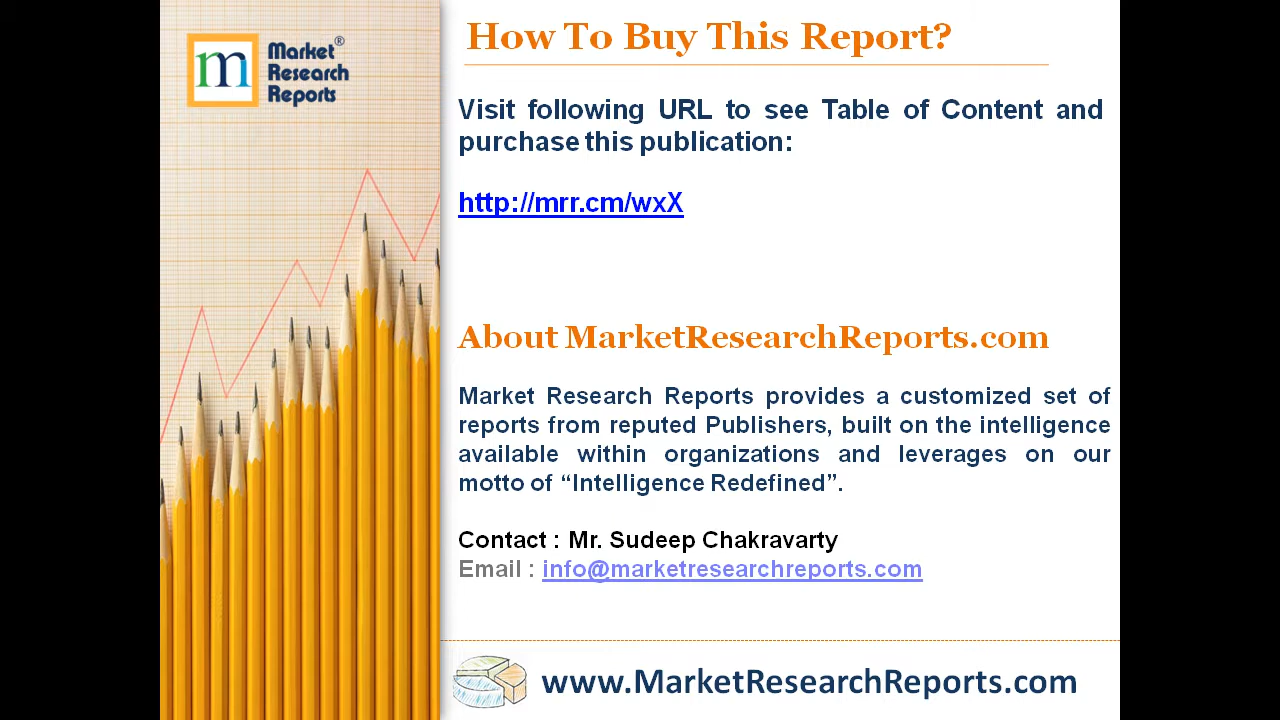 m
Market®
Research
Reports
How To Buy This Report?
Visit following URL to see Table of Content and
purchase this publication:
http://mrr.cm/wxX
About MarketResearchReports.com
Market Research Reports provides a customized set of
reports from reputed Publishers, built on the intelligence
available within organizations and leverages on our
motto of “Intelligence Redefined”.
Contact : Mr. Sudeep Chakravarty
Email : info@marketresearchreports.com
www.MarketResearchReports.com